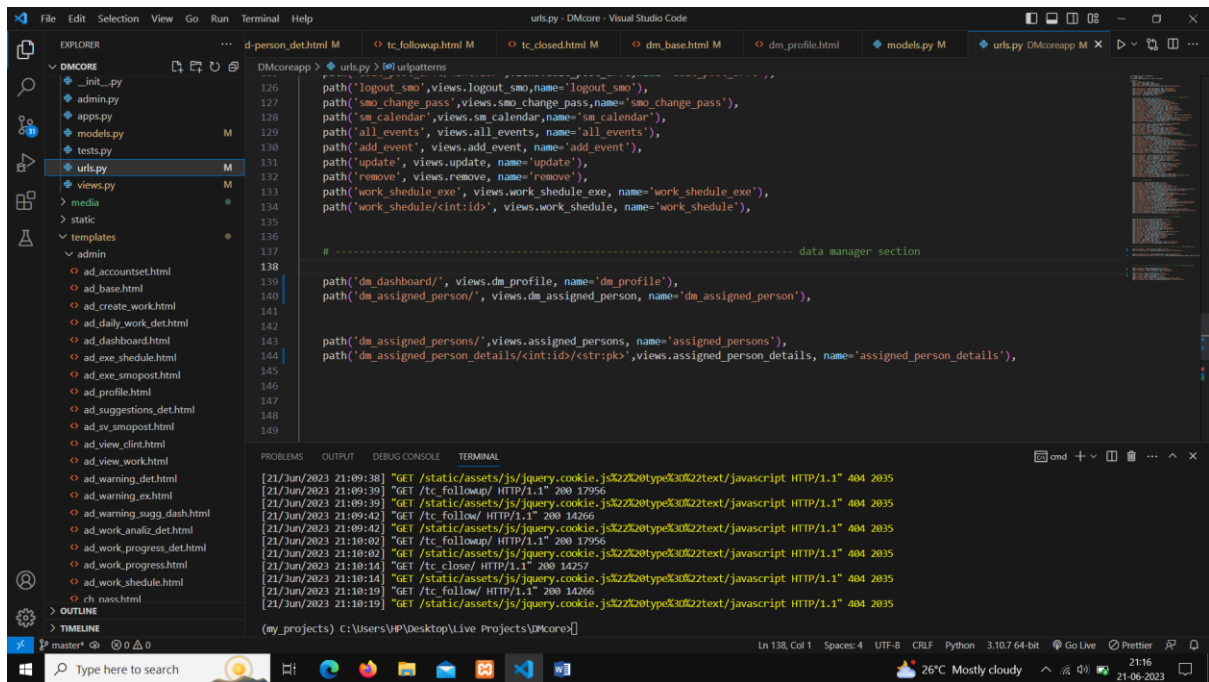 File Edit Selection View Go Run Terminal Help urls.py - DMcore - Visual Studio Code
EXPLORER
d-person_det.html M tc_followup.html M tc_closed.html M dm_base.html M dm_profile.html models.py M urls.py DMcoreapp M
DMCORE
DMcoreapp > urls.py > urlpatterns
__init__.py
admin.py
apps.py
models.py M
tests.py
urls.py M
views.py M
media
static
templates
admin
ad_accountset.html
ad_base.html
ad_create_work.html
ad_daily_work_det.html
ad_dashboard.html
ad_exe_shedule.html
ad_exe_smopost.html
ad_profile.html
ad_suggestions_det.html
ad_sv_smopost.html
ad_view_clint.html
ad_view_work.html
ad_warning_det.html
ad_warning_ex.html
ad_warning_sugg_dash.html
ad_work_analiz_det.html
ad_work_progress_det.html
ad_work_progress.html
ad_work_shedule.html
ch_pass.html
OUTLINE
TIMELINE
31
126 path('logout_smo',views.logout_smo,name='logout_smo'),
127 path('smo_change_pass',views.smo_change_pass,name='smo_change_pass'),
128 path('sm_calendar',views.sm_calendar,name='sm_calendar'),
129 path('all_events', views.all_events, name='all_events'),
130 path('add_event', views.add_event, name='add_event'),
131 path('update', views.update, name='update'),
132 path('remove', views.remove, name='remove'),
133 path('work_shedule_exe', views.work_shedule_exe, name='work_shedule_exe'),
134 path('work_shedule/<int:id>', views.work_shedule, name='work_shedule'),
135
136
137 # ---------------------------------------------------------------------- data manager section
138
139 path('dm_dashboard/', views.dm_profile, name='dm_profile'),
140 path('dm_assigned_person/', views.dm_assigned_person, name='dm_assigned_person'),
141
142
143 path('dm_assigned_persons/',views.assigned_persons, name='assigned_persons'),
144 path('dm_assigned_person_details/<int:id>/<str:pk>',views.assigned_person_details, name='assigned_person_details'),
145
146
147
148
149
PROBLEMS OUTPUT DEBUG CONSOLE TERMINAL cmd
[21/Jun/2023 21:09:38] "GET /static/assets/js/jquery.cookie.js%22%20type%3D%22text/javascript HTTP/1.1" 404 2035
[21/Jun/2023 21:09:39] "GET /tc_followup/ HTTP/1.1" 200 17956
[21/Jun/2023 21:09:39] "GET /static/assets/js/jquery.cookie.js%22%20type%3D%22text/javascript HTTP/1.1" 404 2035
[21/Jun/2023 21:09:42] "GET /tc_follow/ HTTP/1.1" 200 14266
[21/Jun/2023 21:09:42] "GET /static/assets/js/jquery.cookie.js%22%20type%3D%22text/javascript HTTP/1.1" 404 2035
[21/Jun/2023 21:10:02] "GET /tc_followup/ HTTP/1.1" 200 17956
[21/Jun/2023 21:10:02] "GET /static/assets/js/jquery.cookie.js%22%20type%3D%22text/javascript HTTP/1.1" 404 2035
[21/Jun/2023 21:10:14] "GET /tc_close/ HTTP/1.1" 200 14257
[21/Jun/2023 21:10:14] "GET /static/assets/js/jquery.cookie.js%22%20type%3D%22text/javascript HTTP/1.1" 404 2035
[21/Jun/2023 21:10:19] "GET /tc_follow/ HTTP/1.1" 200 14266
[21/Jun/2023 21:10:19] "GET /static/assets/js/jquery.cookie.js%22%20type%3D%22text/javascript HTTP/1.1" 404 2035
(my_projects) C:\Users\HP\Desktop\Live Projects\DMcore>
master* 0 0 Ln 138, Col 1 Spaces: 4 UTF-8 CRLF Python 3.10.7 64-bit Go Live Prettier
Type here to search 26°C Mostly cloudy 21:16
21-06-2023